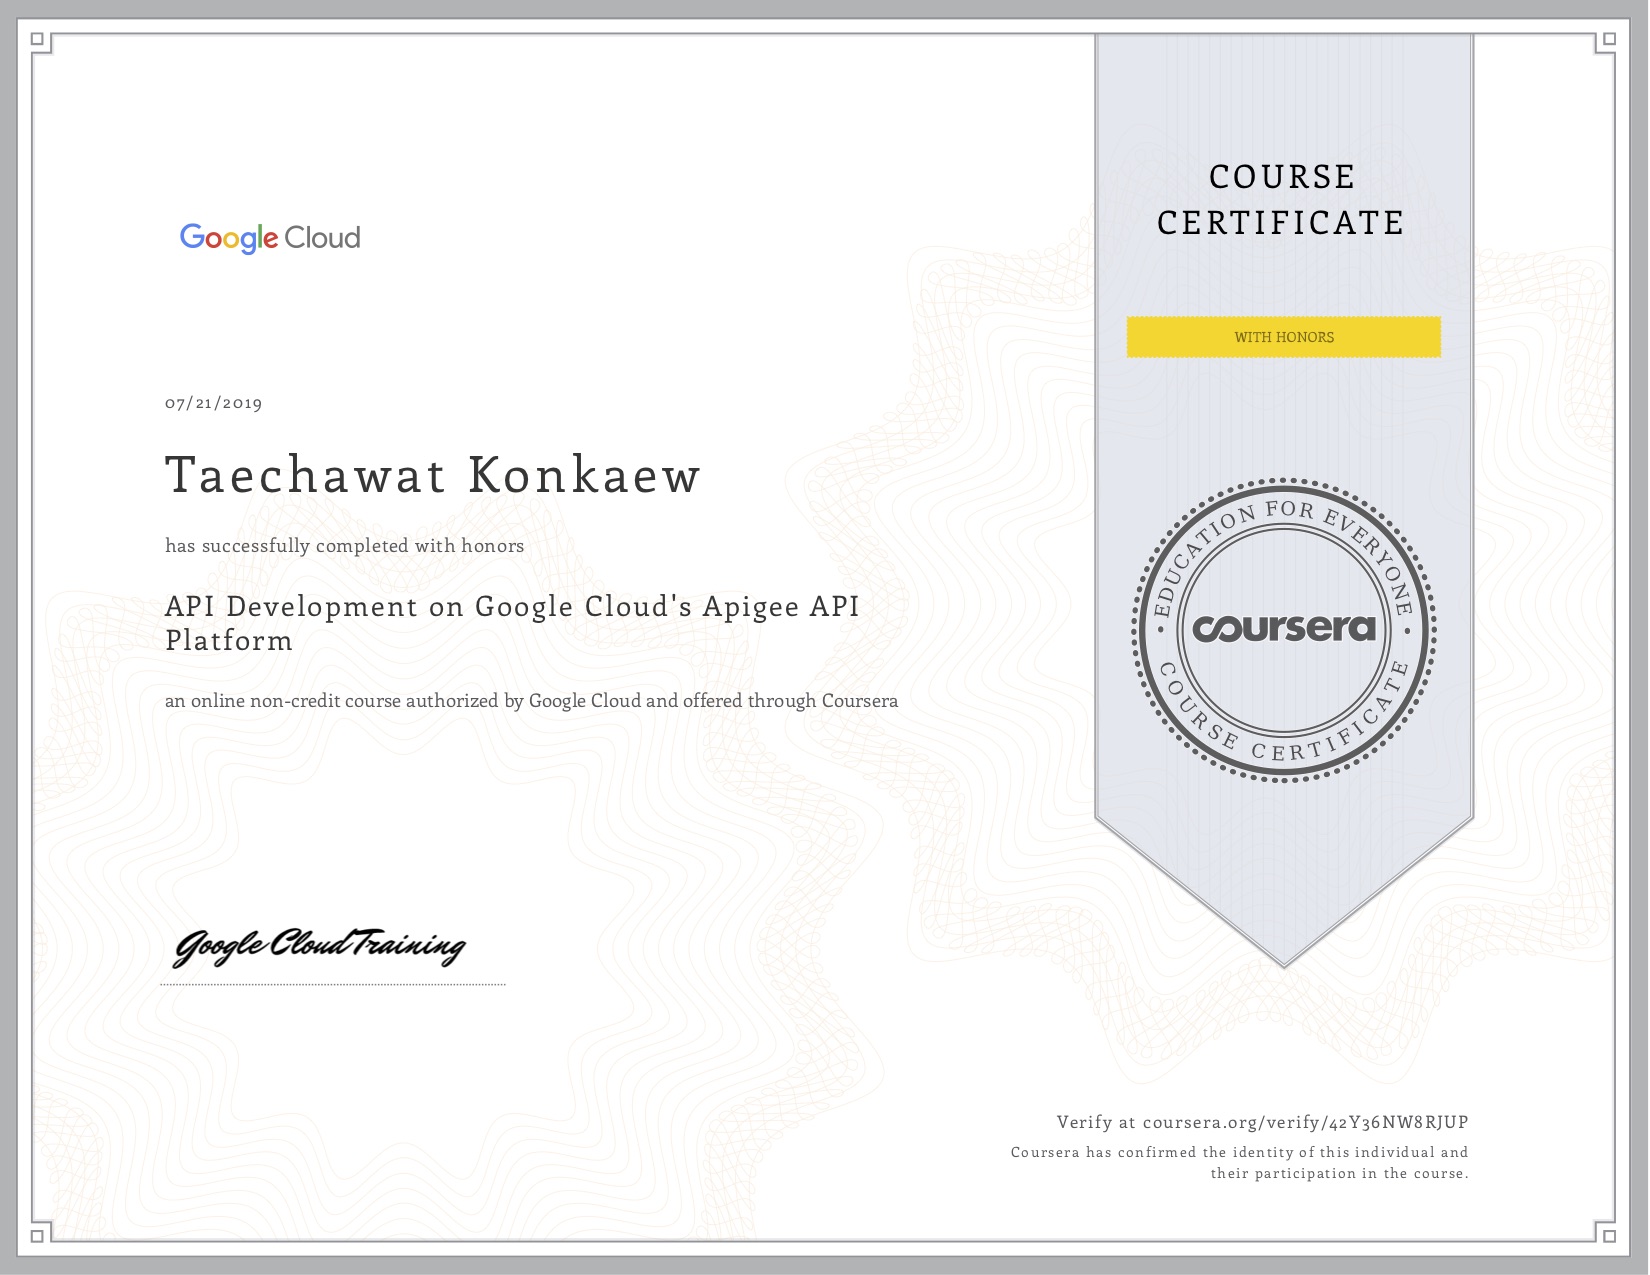 Google Cloud
07/21/2019
Taechawat Konkaew
has successfully completed with honors
API Development on Google Cloud's Apigee API
Platform
an online non-credit course authorized by Google Cloud and offered through Coursera
Google Cloud Training
COURSE
CERTIFICATE
WITH HONORS
EDUCATION FOR EVERYONE
coursera
COURSE CERTIFICATE
Verify at coursera.org/verify/42Y36NW8RJUP
Coursera has confirmed the identity of this individual and
their participation in the course.